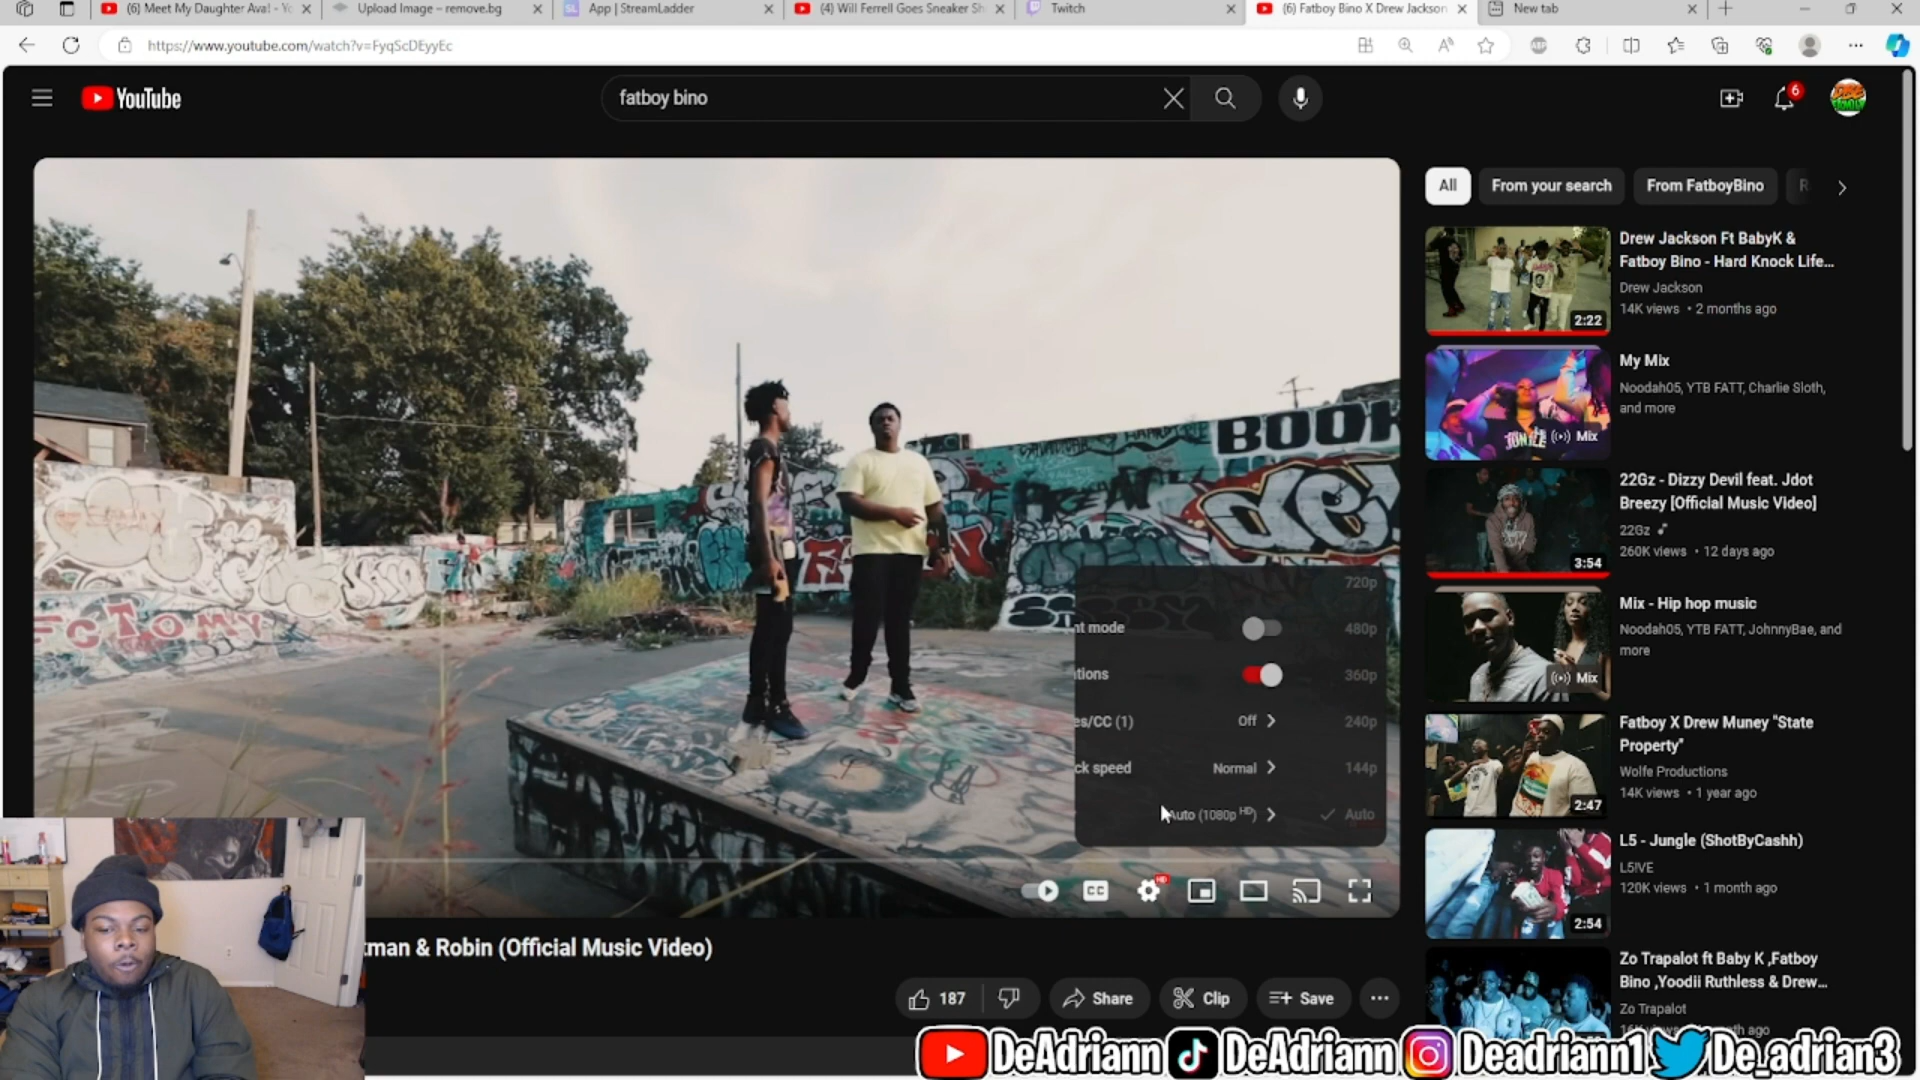 (6) Meet My Daughter Ava! - Yo
Upload Image – remove.bg
SL
App | StreamLadder
(4) Will Ferrell Goes Sneaker Sh
Twitch
(6) Fatboy Bino X Drew Jackson
New tab
https://www.youtube.com/watch?v=FyqScDEyyEc
YouTube
fatboy bino
6
All
From your search
From FatboyBino
Drew Jackson Ft BabyK &
Fatboy Bino - Hard Knock Life...
Drew Jackson
14K views • 2 months ago
2:22
My Mix
Noodah05, YTB FATT, Charlie Sloth,
and more
Mix
22Gz - Dizzy Devil feat. Jdot
Breezy [Official Music Video]
22Gz
260K views • 12 days ago
3:54
Mix - Hip hop music
Noodah05, YTB FATT, JohnnyBae, and
more
Mix
Fatboy X Drew Muney "State
Property"
Wolfe Productions
14K views • 1 year ago
2:47
L5 - Jungle (ShotByCashh)
L5IVE
120K views • 1 month ago
2:54
Zo Trapalot ft Baby K ,Fatboy
Bino ,Yoodii Ruthless & Drew...
Zo Trapalot
BOOK
720p
nt mode
480p
tions
360p
es/CC (1)
Off
240p
ck speed
Normal
144p
Auto (1080p HD)
Auto
CC
HD
tman & Robin (Official Music Video)
187
Share
Clip
Save
DeAdriann
DeAdriann
Deadriann1
De_adrian3